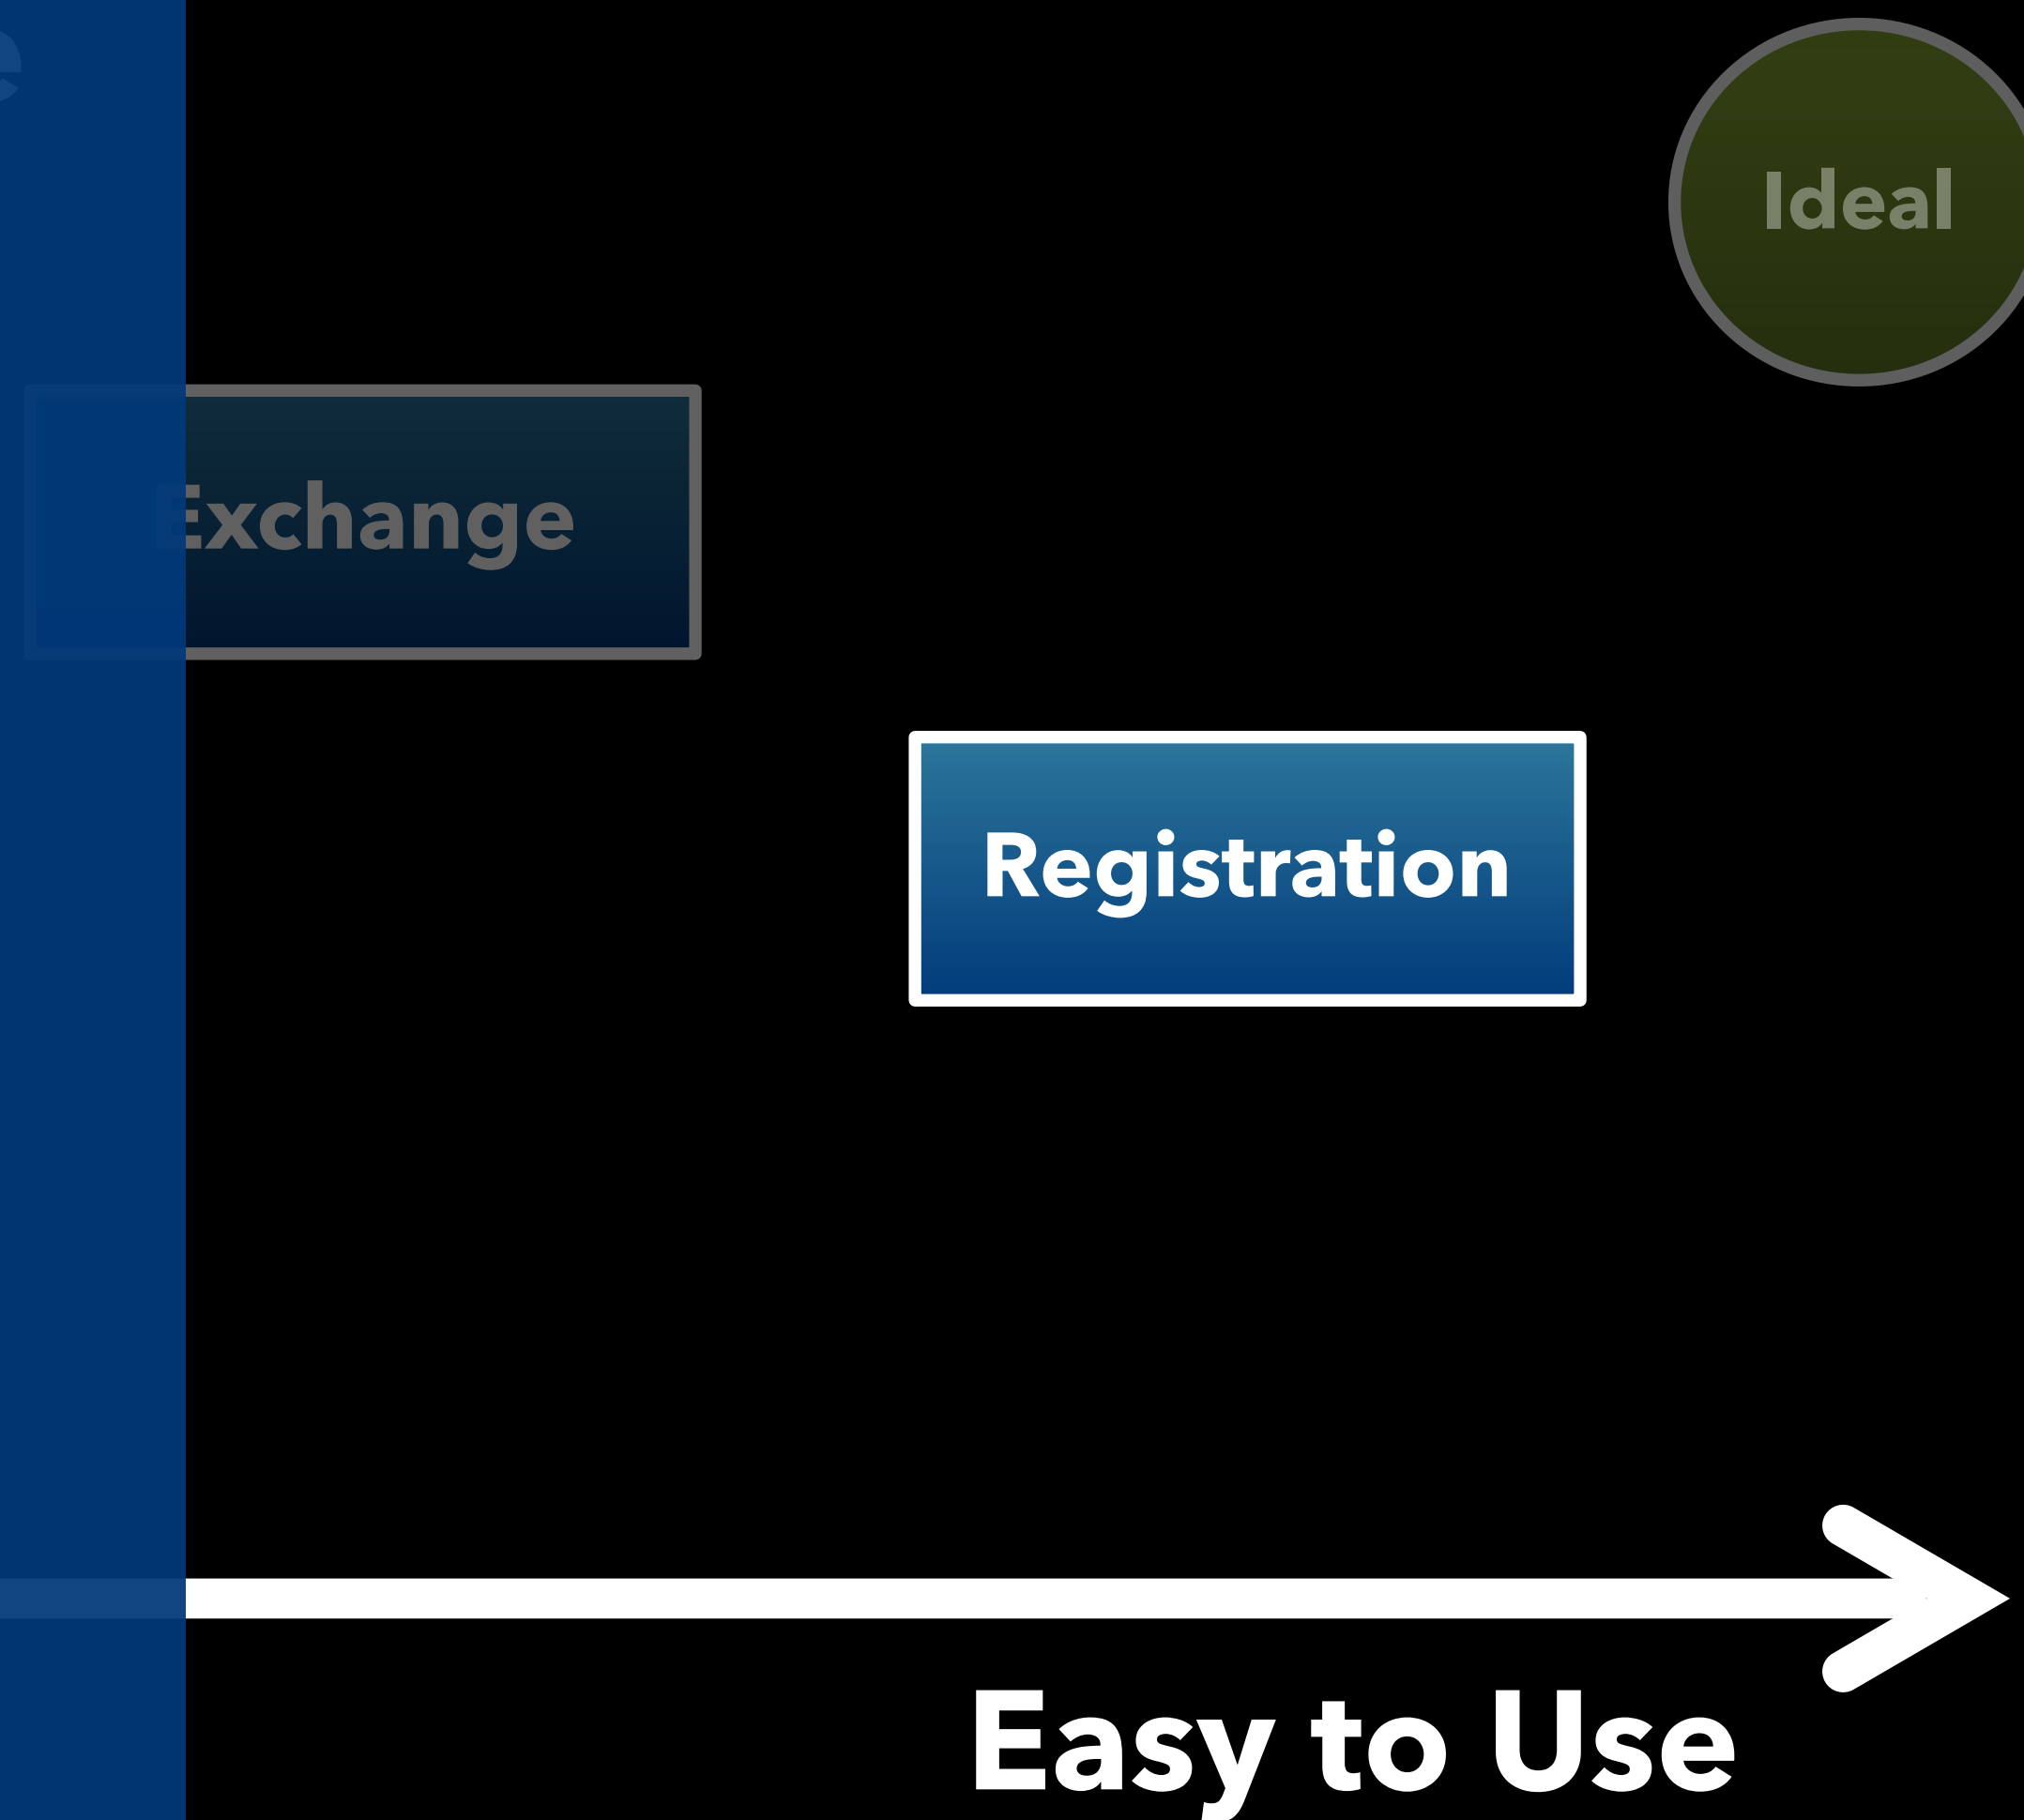 Ideal
Exchange
Registration
Easy to Use